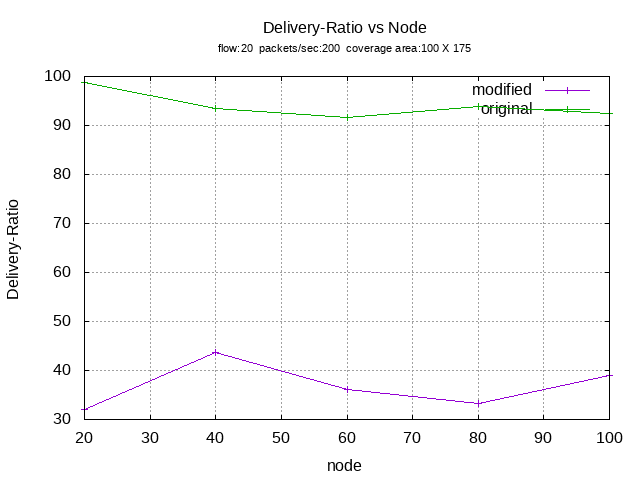 Delivery-Ratio vs Node
flow:20  packets/sec:200  coverage area:100 X 175
modified
original
100
90
80
70
60
50
40
30
Delivery-Ratio
20 30 40 50 60 70 80 90 100
node